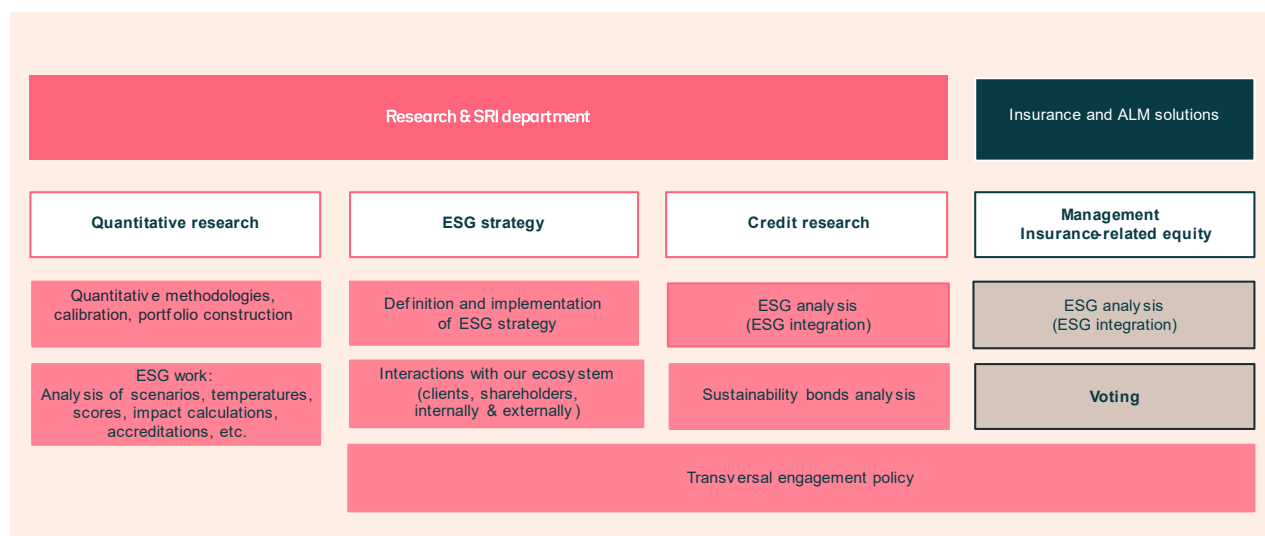 Research & SRI department
Insurance and ALM solutions
Quantitative research
ESG strategy
Credit research
Management
Insurance-related equity
Quantitative methodologies,
calibration, portfolio construction
Definition and implementation
of ESG strategy
ESG analysis
(ESG integration)
ESG analysis
(ESG integration)
ESG work:
Analysis of scenarios, temperatures,
scores, impact calculations,
accreditations, etc.
Interactions with our ecosystem
(clients, shareholders,
internally & externally)
Sustainability bonds analysis
Voting
Transversal engagement policy